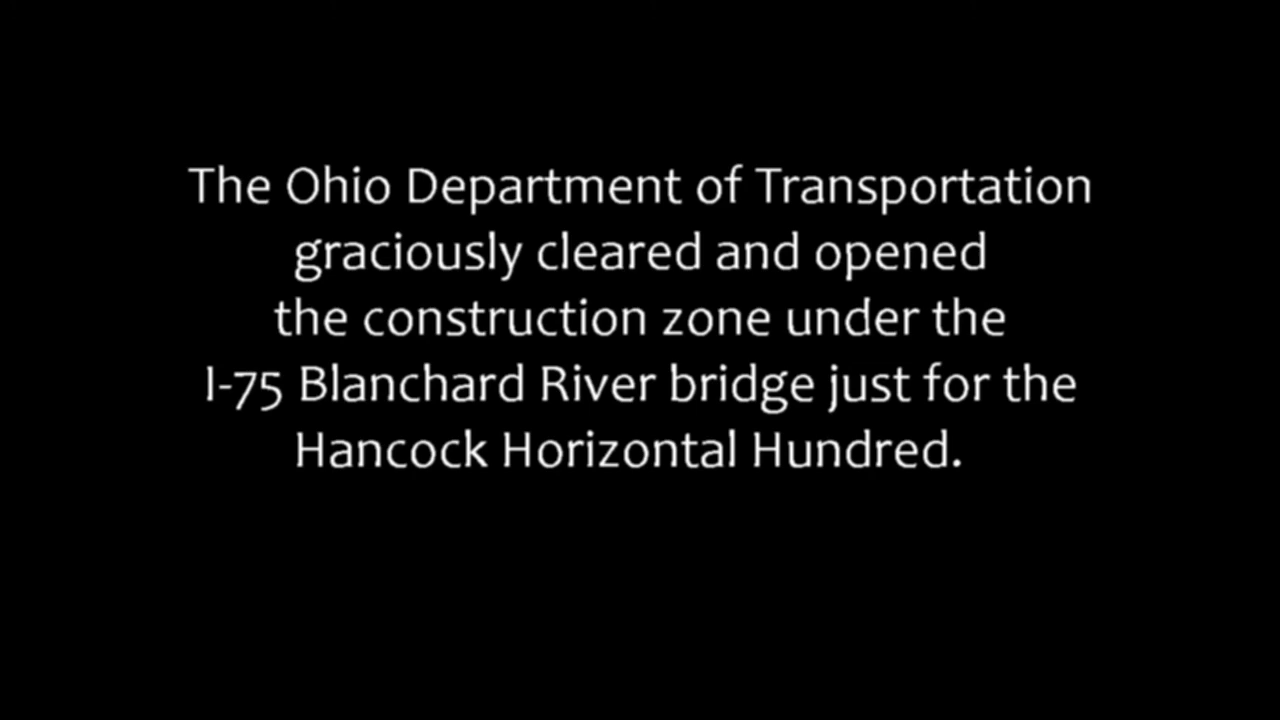 The Ohio Department of Transportation
graciously cleared and opened
the construction zone under the
I-75 Blanchard River bridge just for the
Hancock Horizontal Hundred.